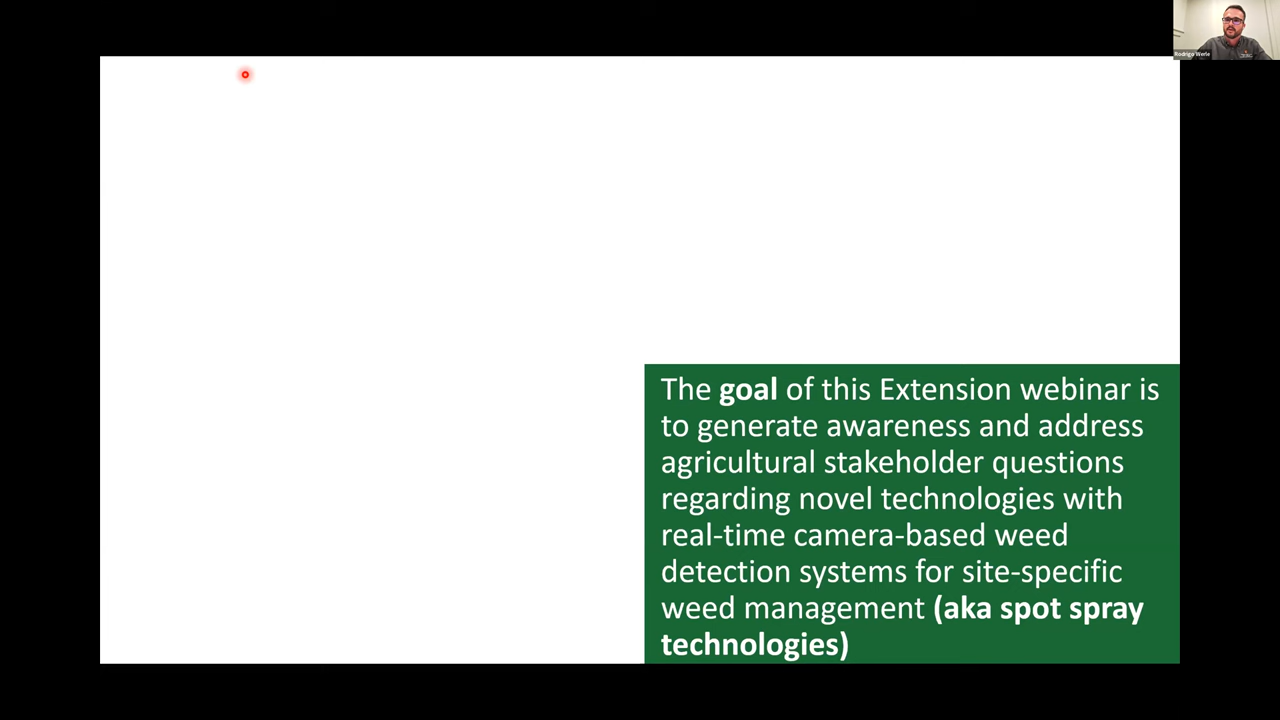 Rodrigo Werle
The goal of this Extension webinar is
to generate awareness and address
agricultural stakeholder questions
regarding novel technologies with
real-time camera-based weed
detection systems for site-specific
weed management (aka spot spray
technologies)